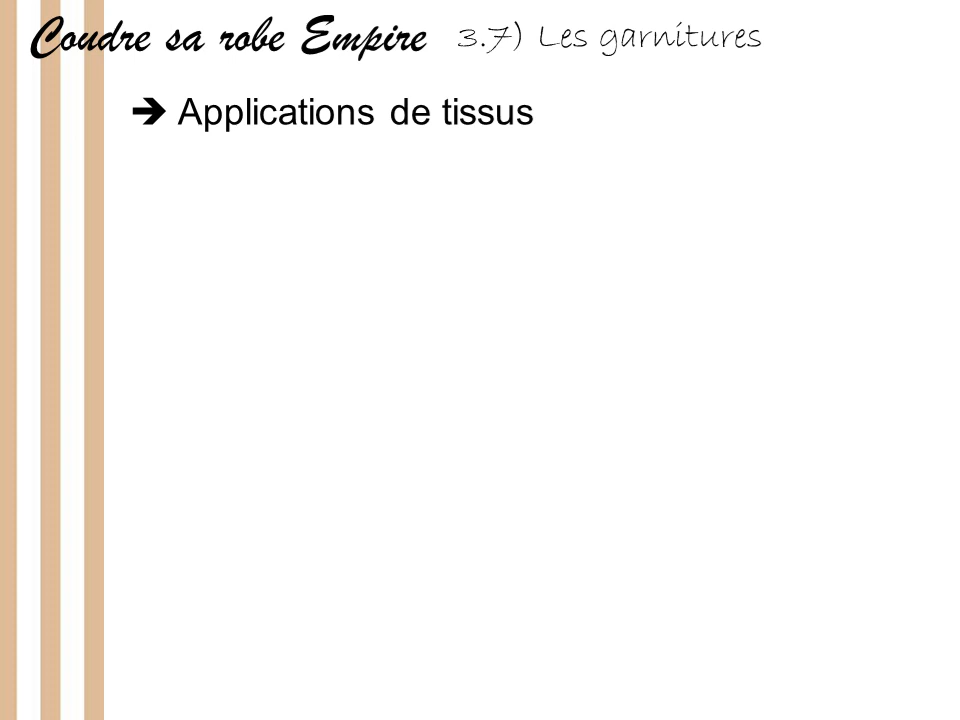 Coudre sa robe Empire 3.7) Les garnitures
➔ Applications de tissus